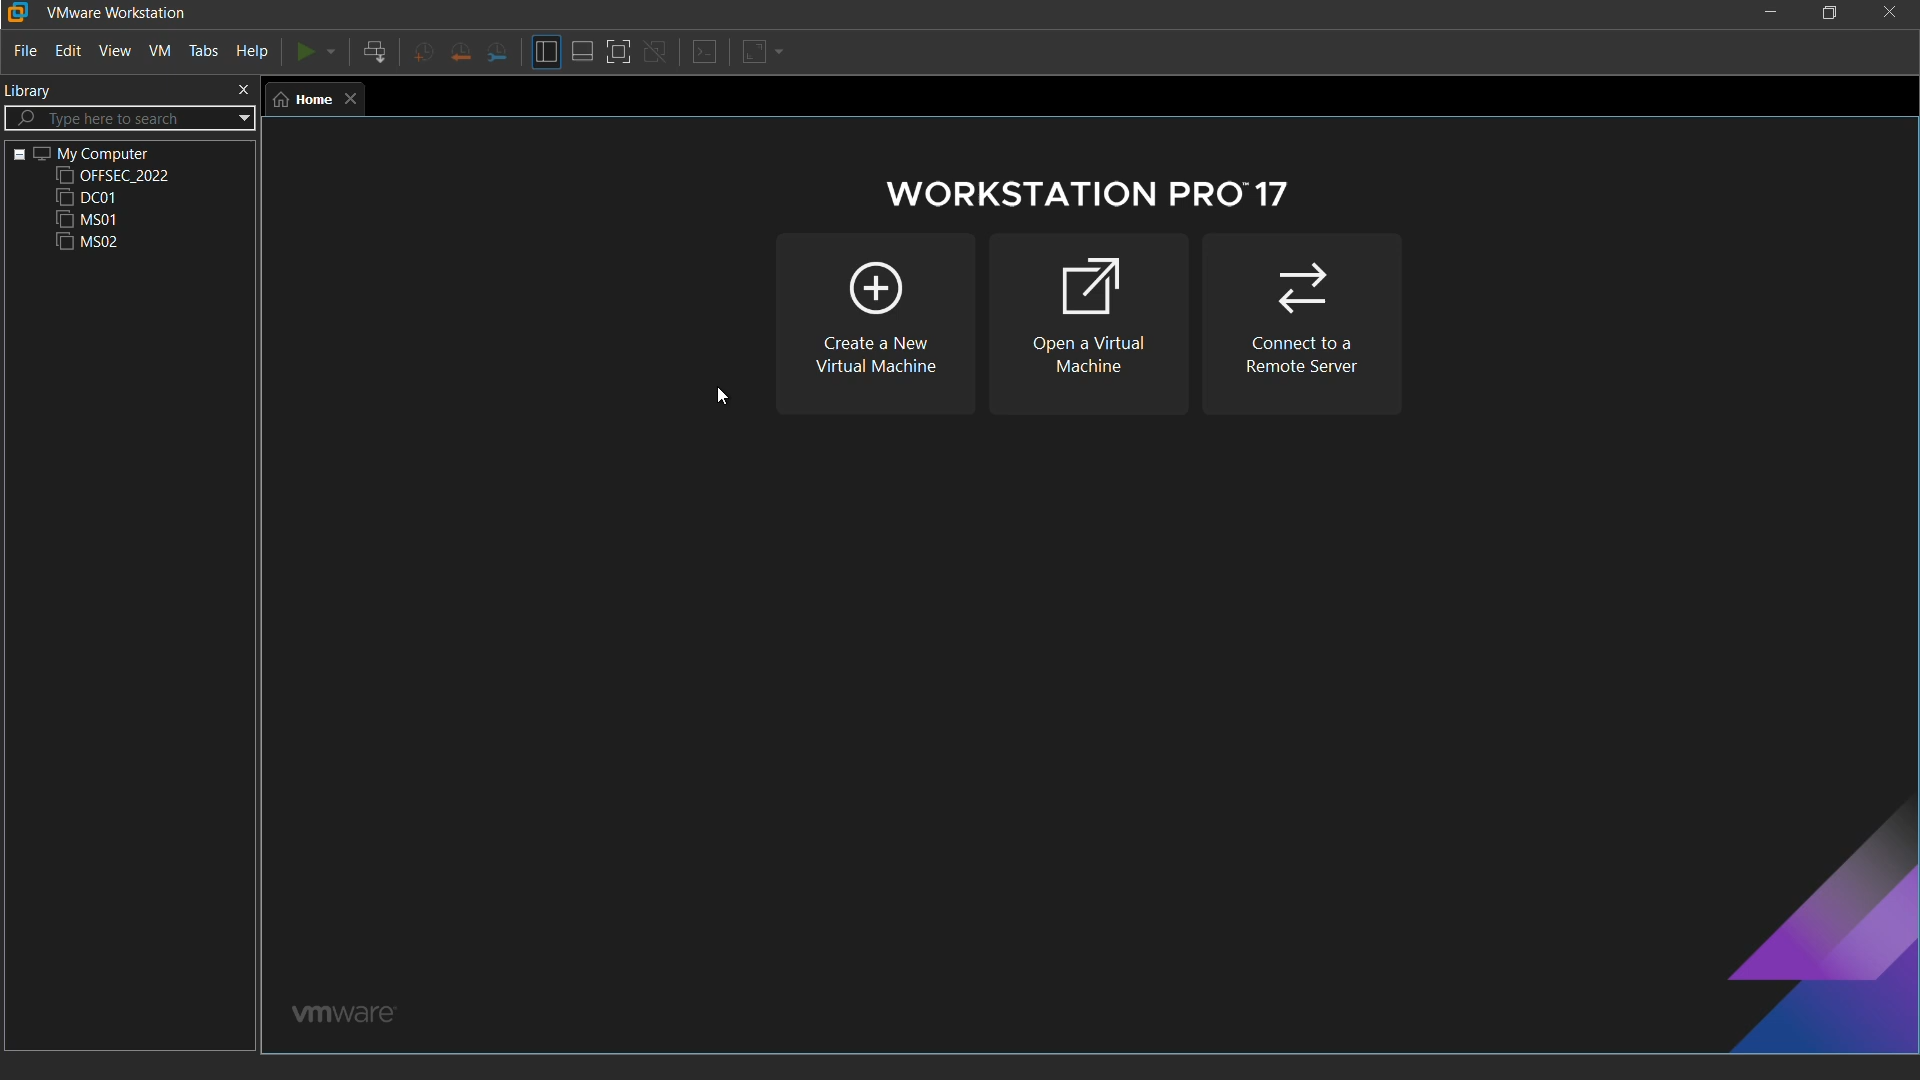 VMware Workstation
File Edit View VM Tabs Help
Library
Home
Type here to search
My Computer
OFFSEC_2022
DC01
MS01
MS02
WORKSTATION PRO™ 17
Create a New
Virtual Machine
Open a Virtual
Machine
Connect to a
Remote Server
vmware